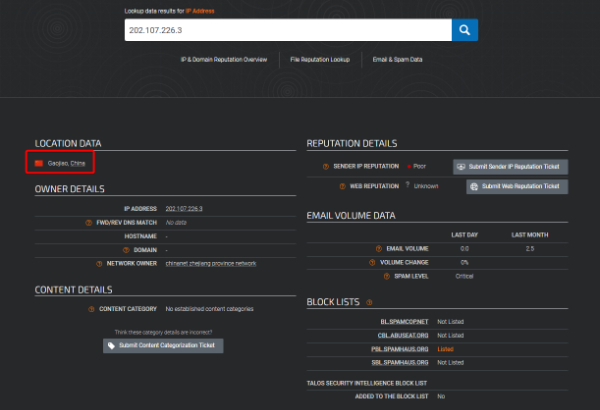 Lookup data results for IP Address
202.107.226.3
IP & Domain Reputation Overview
File Reputation Lookup
Email & Spam Data
LOCATION DATA
Gaojiao, China
OWNER DETAILS
IP ADDRESS 202.107.226.3
FWD/REV DNS MATCH No data
HOSTNAME -
DOMAIN -
NETWORK OWNER chinanet zhejiang province network
CONTENT DETAILS
CONTENT CATEGORY No established content categories
Think these category details are incorrect?
Submit Content Categorization Ticket
REPUTATION DETAILS
SENDER IP REPUTATION Poor Submit Sender IP Reputation Ticket
WEB REPUTATION ? Unknown Submit Web Reputation Ticket
EMAIL VOLUME DATA
LAST DAY LAST MONTH
EMAIL VOLUME 0.0 2.5
VOLUME CHANGE 0%
SPAM LEVEL Critical
BLOCK LISTS
BL.SPAMCOP.NET Not Listed
CBL.ABUSEAT.ORG Not Listed
PBL.SPAMHAUS.ORG Listed
SBL.SPAMHAUS.ORG Not Listed
TALOS SECURITY INTELLIGENCE BLOCK LIST
ADDED TO THE BLOCK LIST No